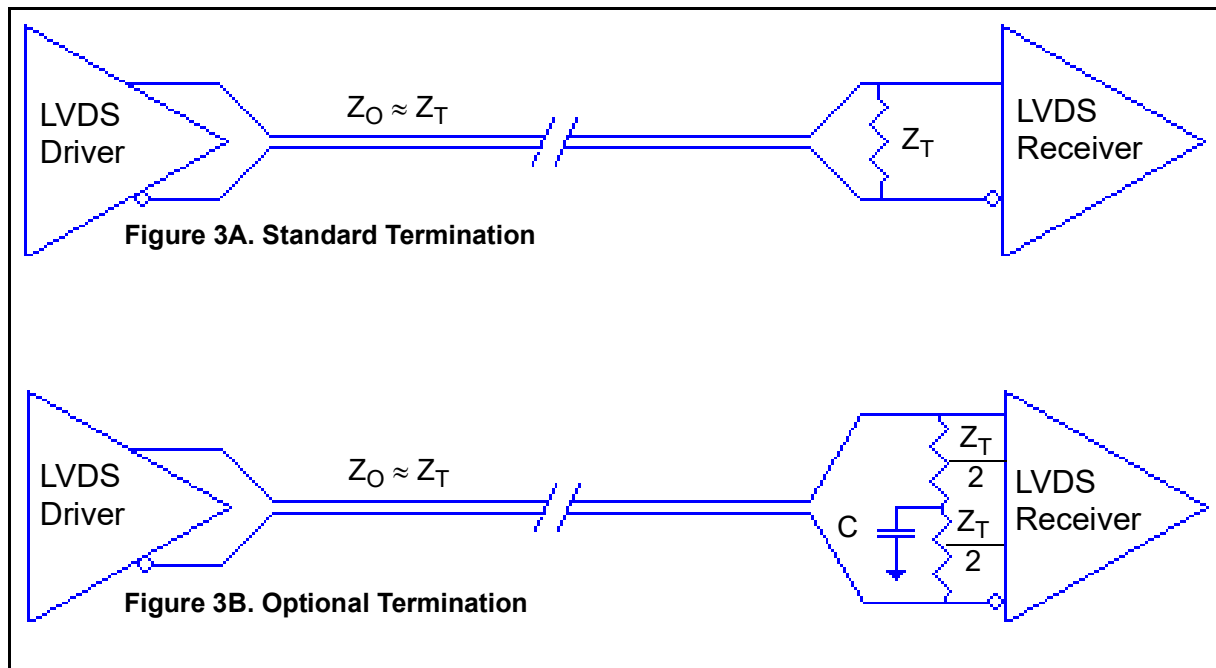 LVDS
Driver
Z_O ≈ Z_T
Z_T
LVDS
Receiver
Figure 3A. Standard Termination
LVDS
Driver
Z_O ≈ Z_T
C
Z_T
2
Z_T
2
LVDS
Receiver
Figure 3B. Optional Termination